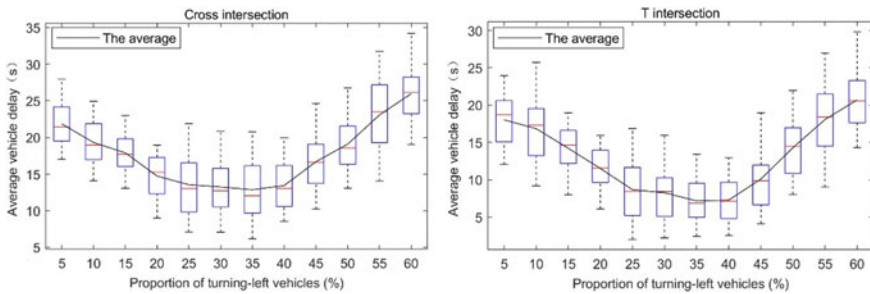 Cross intersection
The average
Average vehicle delay (s)
35
30
25
20
15
10
5
5 10 15 20 25 30 35 40 45 50 55 60
Proportion of turning-left vehicles (%)
T intersection
The average
Average vehicle delay (s)
30
25
20
15
10
5
5 10 15 20 25 30 35 40 45 50 55 60
Proportion of turning-left vehicles (%)